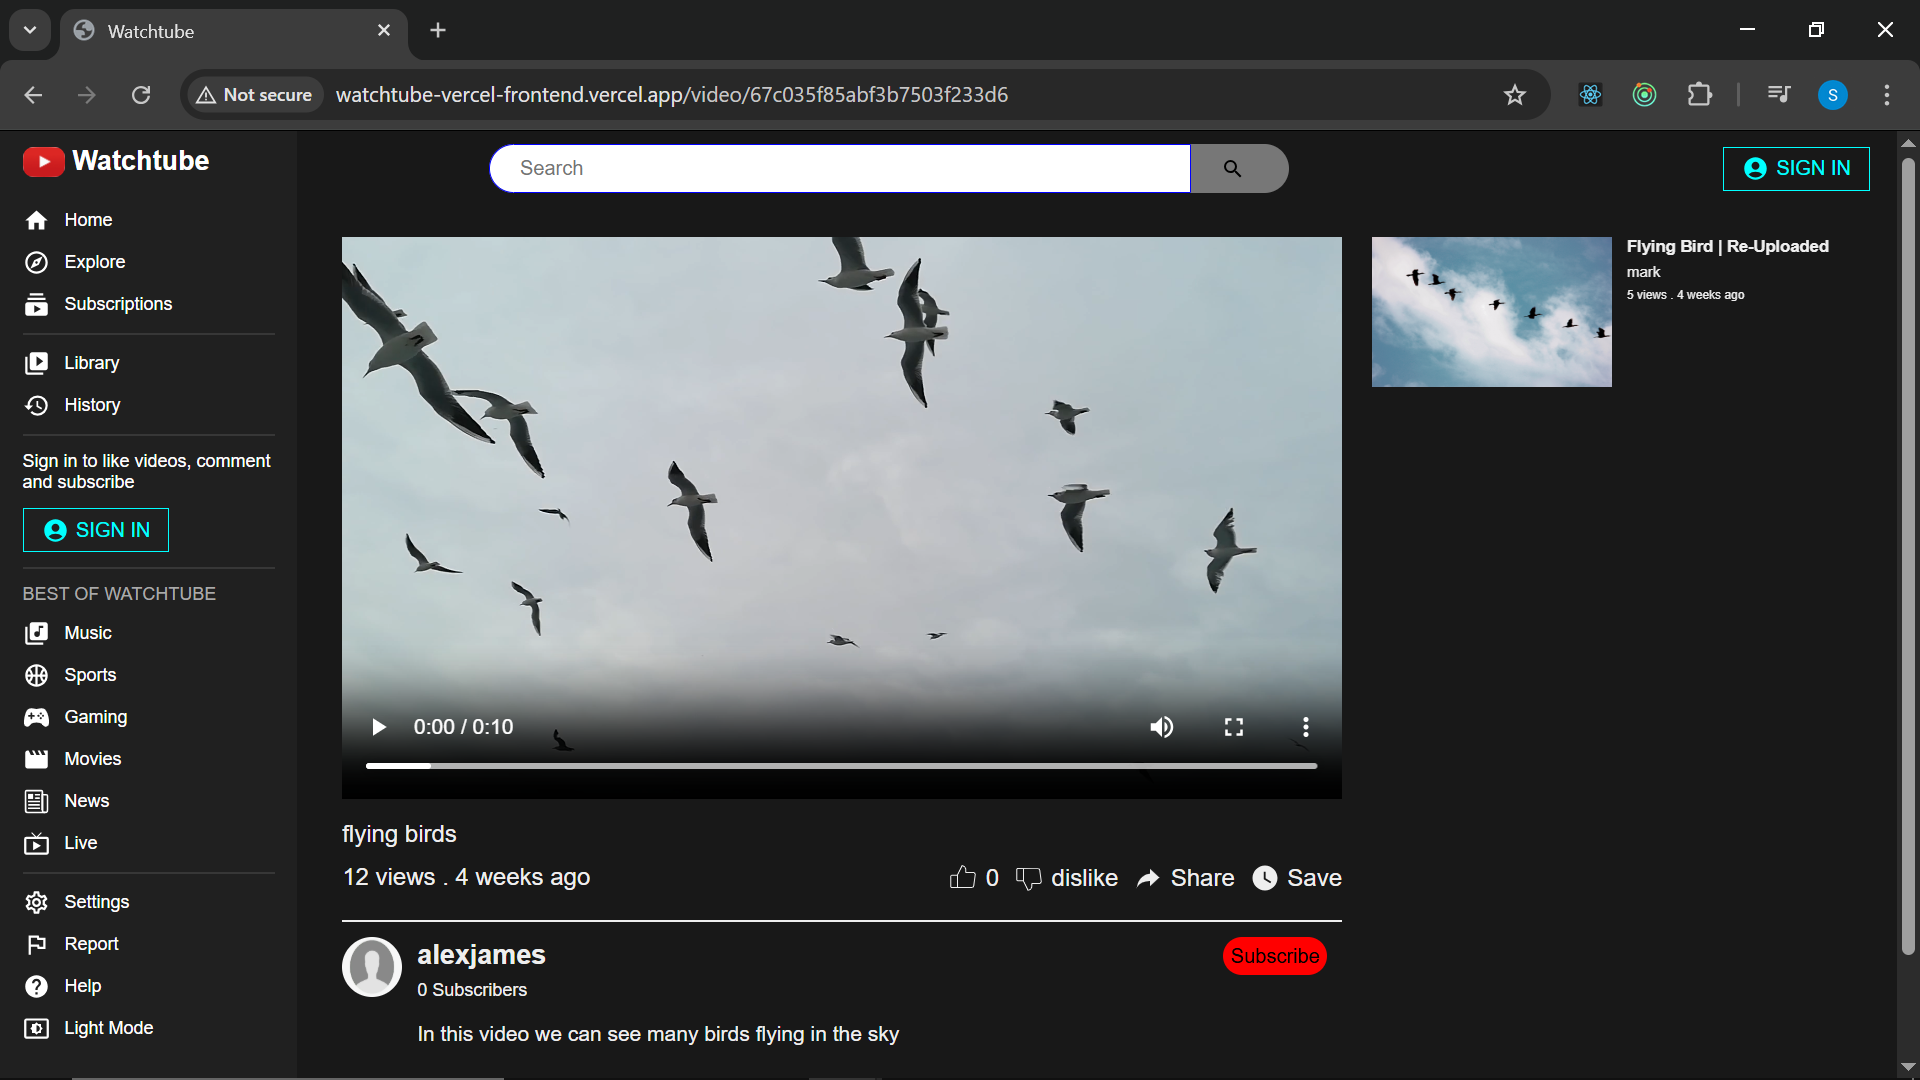 Watchtube
Not secure
watchtube-vercel-frontend.vercel.app/video/67c035f85abf3b7503f233d6
S
Watchtube
Search
SIGN IN
Home
Explore
Subscriptions
Library
History
Sign in to like videos, comment
and subscribe
SIGN IN
BEST OF WATCHTUBE
Music
Sports
Gaming
Movies
News
Live
Settings
Report
Help
Light Mode
0:00 / 0:10
flying birds
12 views . 4 weeks ago
0
dislike
Share
Save
alexjames
0 Subscribers
Subscribe
In this video we can see many birds flying in the sky
Flying Bird | Re-Uploaded
mark
5 views . 4 weeks ago